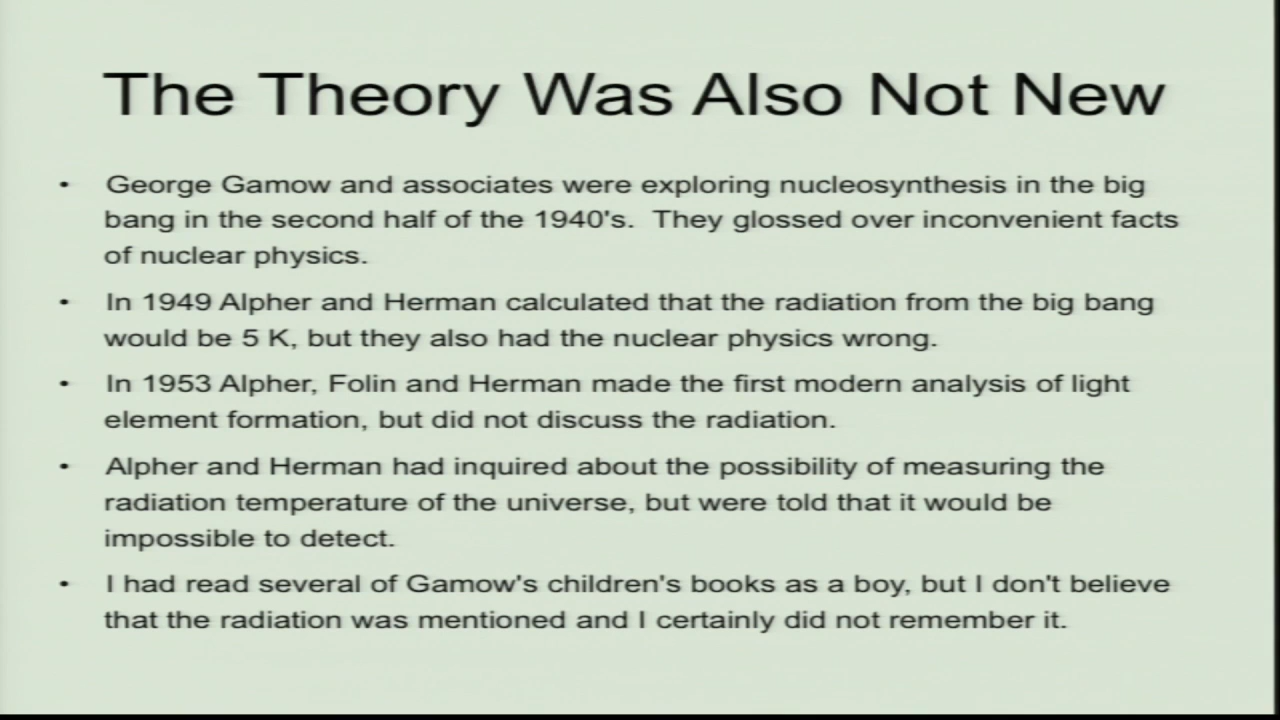 The Theory Was Also Not New
• George Gamow and associates were exploring nucleosynthesis in the big
bang in the second half of the 1940's.  They glossed over inconvenient facts
of nuclear physics.
• In 1949 Alpher and Herman calculated that the radiation from the big bang
would be 5 K, but they also had the nuclear physics wrong.
• In 1953 Alpher, Folin and Herman made the first modern analysis of light
element formation, but did not discuss the radiation.
• Alpher and Herman had inquired about the possibility of measuring the
radiation temperature of the universe, but were told that it would be
impossible to detect.
• I had read several of Gamow's children's books as a boy, but I don't believe
that the radiation was mentioned and I certainly did not remember it.